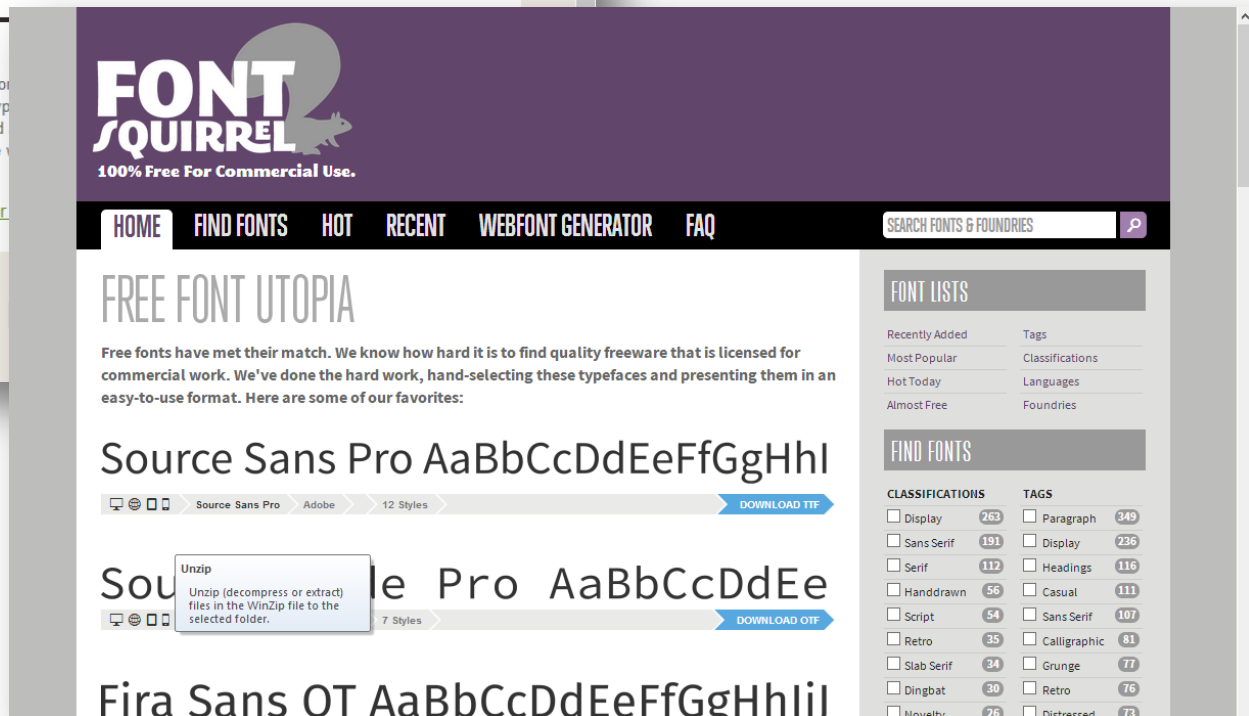 FONT
SQUIRREL
100% Free For Commercial Use.
HOME FIND FONTS HOT RECENT WEBFONT GENERATOR FAQ
SEARCH FONTS & FOUNDRIES
FREE FONT UTOPIA
Free fonts have met their match. We know how hard it is to find quality freeware that is licensed for
commercial work. We've done the hard work, hand-selecting these typefaces and presenting them in an
easy-to-use format. Here are some of our favorites:
Source Sans Pro AaBbCcDdEeFfGgHhI
Source Sans Pro Adobe 12 Styles DOWNLOAD TTF
Pro AaBbCcDdEe
Unzip
Unzip (decompress or extract)
files in the WinZip file to the
selected folder.
7 Styles DOWNLOAD OTF
Fira Sans OT AaBbCcDdEeFfGgHhIiJ
FONT LISTS
Recently Added Tags
Most Popular Classifications
Hot Today Languages
Almost Free Foundries
FIND FONTS
CLASSIFICATIONS TAGS
Display 263 Paragraph 349
Sans Serif 191 Display 236
Serif 112 Headings 116
Handdrawn 56 Casual 111
Script 54 Sans Serif 107
Retro 35 Calligraphic 81
Slab Serif 34 Grunge 77
Dingbat 30 Retro 76
Novelty 26 Distressed 73